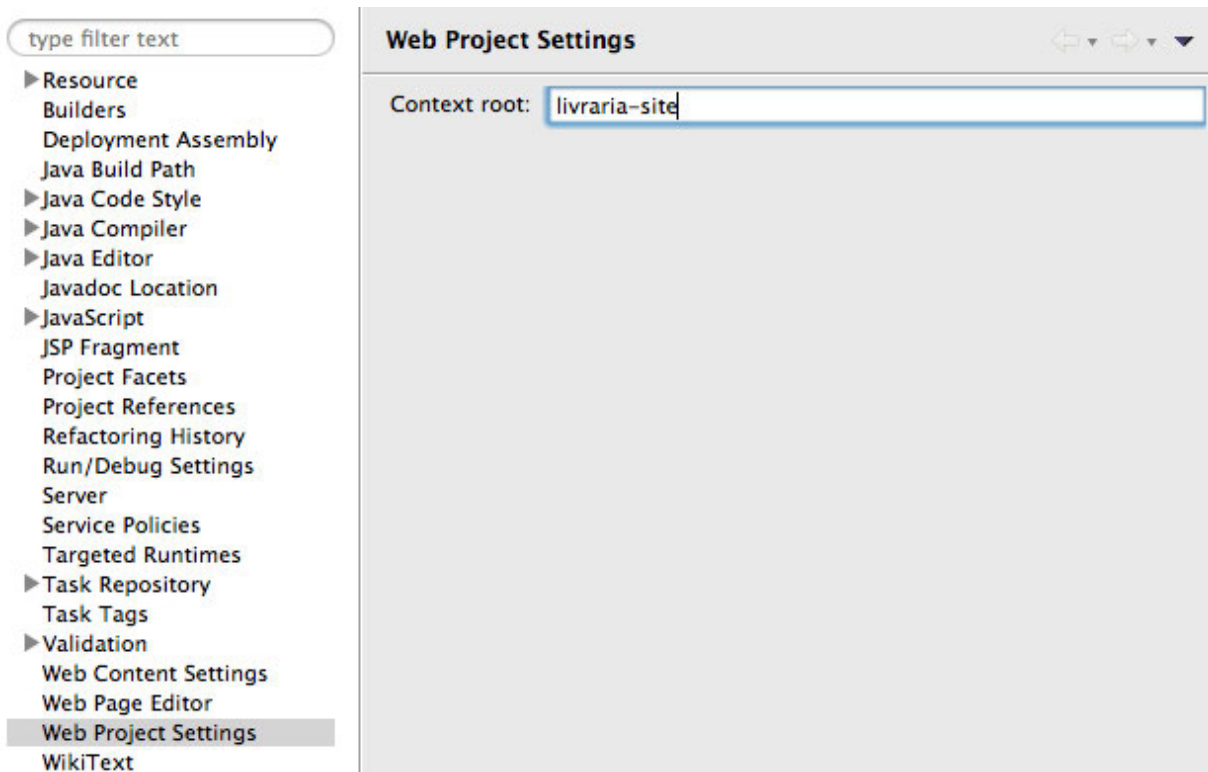 type filter text
Resource
Builders
Deployment Assembly
Java Build Path
Java Code Style
Java Compiler
Java Editor
Javadoc Location
JavaScript
JSP Fragment
Project Facets
Project References
Refactoring History
Run/Debug Settings
Server
Service Policies
Targeted Runtimes
Task Repository
Task Tags
Validation
Web Content Settings
Web Page Editor
Web Project Settings
WikiText
Web Project Settings
Context root: livraria-site